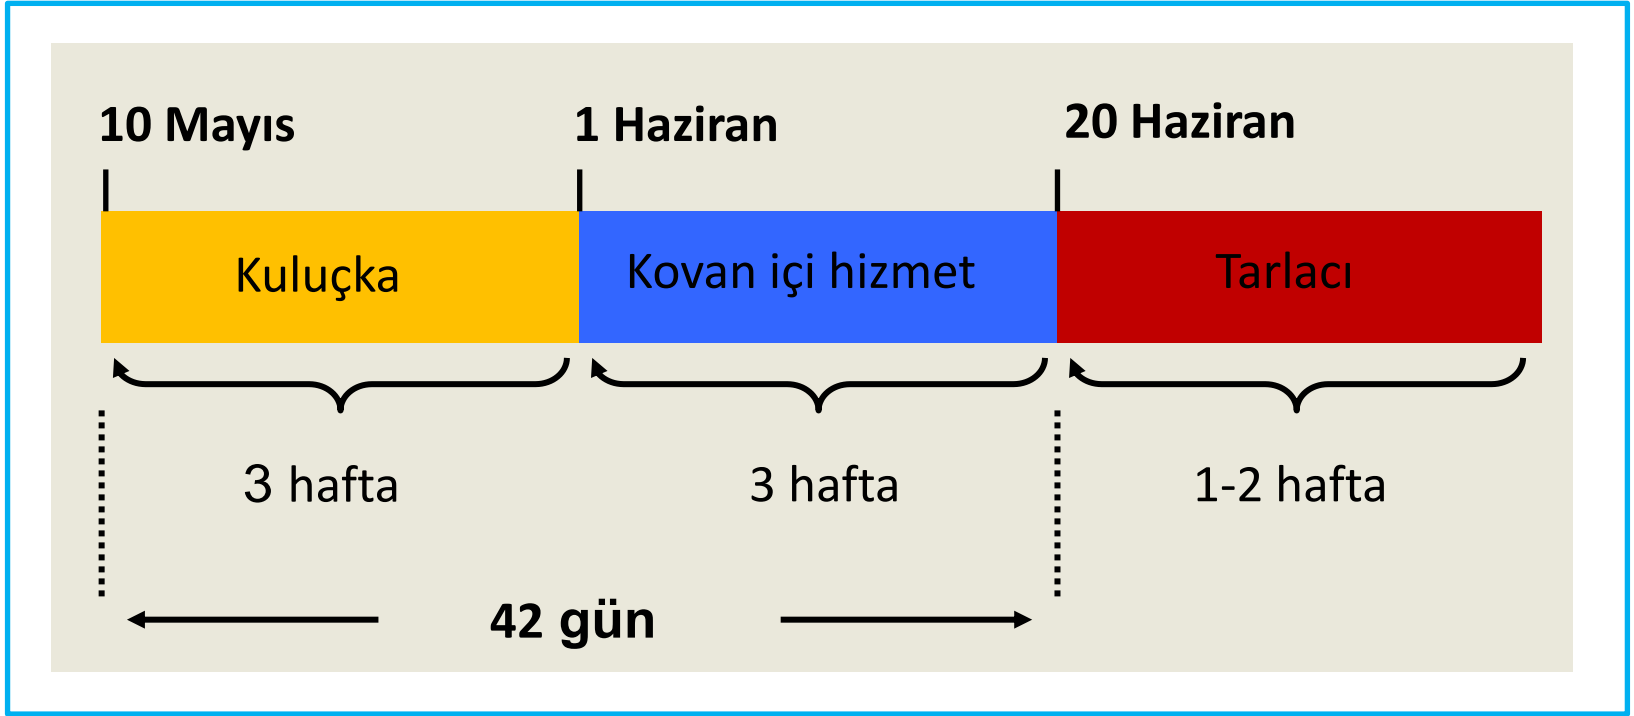 10 Mayıs
1 Haziran
20 Haziran
Kuluçka
Kovan içi hizmet
Tarlacı
3 hafta
3 hafta
1-2 hafta
42 gün